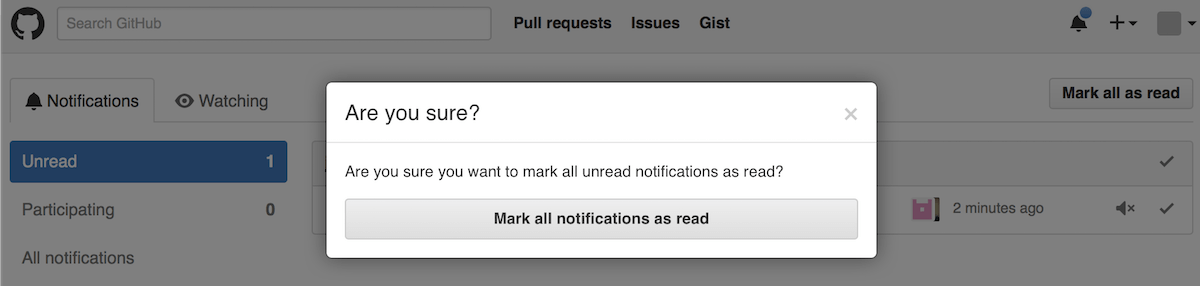 Search GitHub Pull requests Issues Gist
Notifications Watching Mark all as read
Are you sure?
Unread 1
Are you sure you want to mark all unread notifications as read?
Participating 0
Mark all notifications as read
2 minutes ago
All notifications